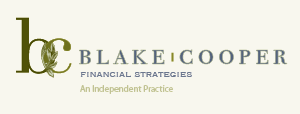 bc
BLAKE COOPER
FINANCIAL STRATEGIES
An Independent Practice